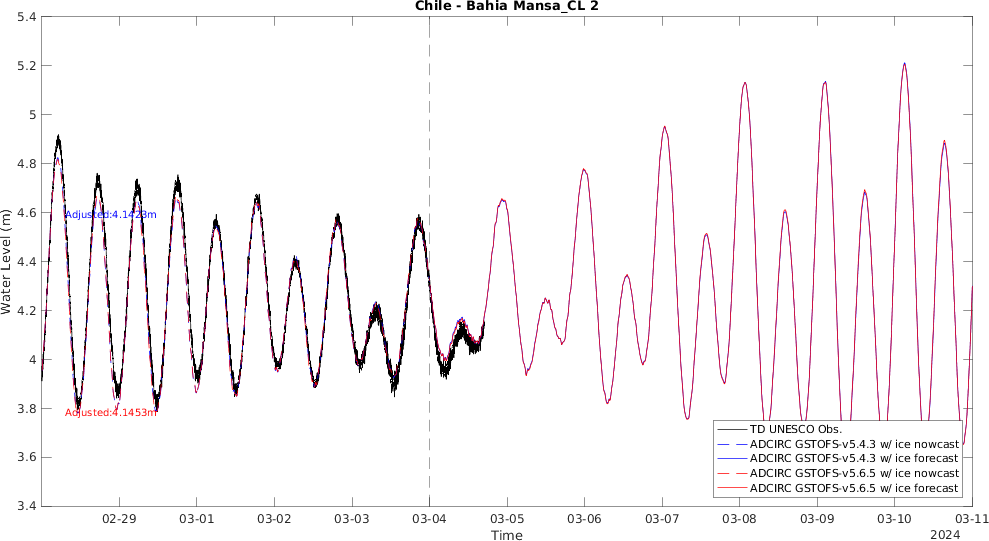 Chile - Bahia Mansa_CL 2
5.4
5.2
5
4.8
4.6
4.4
4.2
4
3.8
3.6
3.4
Water Level (m)
Adjusted:4.1423m
Adjusted:4.1453m
TD UNESCO Obs.
ADCIRC GSTOFS-v5.4.3 w/ ice nowcast
ADCIRC GSTOFS-v5.4.3 w/ ice forecast
ADCIRC GSTOFS-v5.6.5 w/ ice nowcast
ADCIRC GSTOFS-v5.6.5 w/ ice forecast
02-29 03-01 03-02 03-03 03-04 03-05 03-06 03-07 03-08 03-09 03-10 03-11
Time 2024